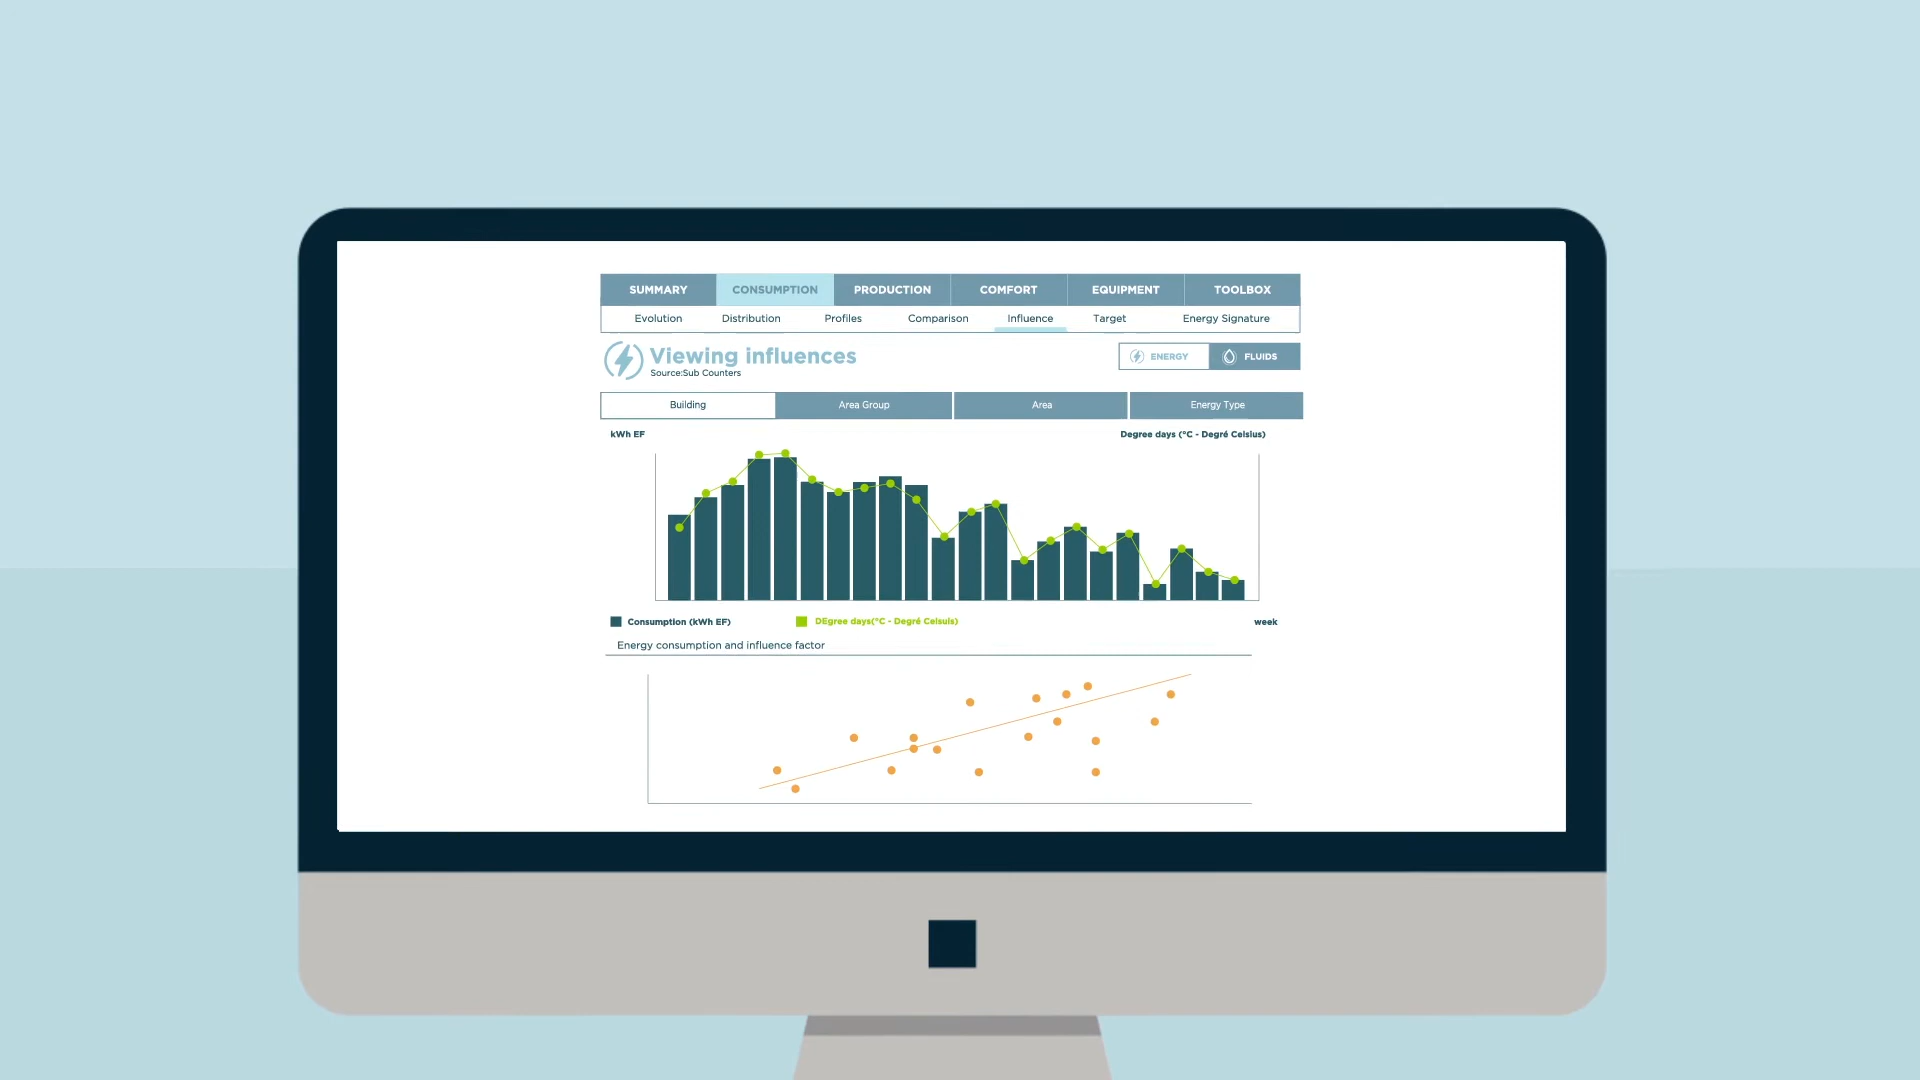 SUMMARY CONSUMPTION PRODUCTION COMFORT EQUIPMENT TOOLBOX
Evolution Distribution Profiles Comparison Influence Target Energy Signature
Viewing influences
Source:Sub Counters
ENERGY FLUIDS
Building Area Group Area Energy Type
kWh EF Degree days (°C - Degré Celsius)
Consumption (kWh EF) DEgree days(°C - Degré Celsuis) week
Energy consumption and influence factor